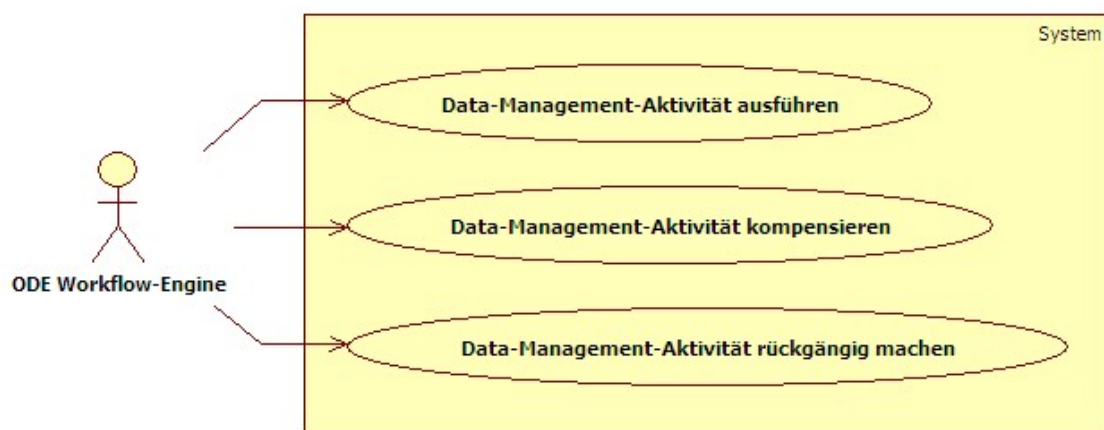 System
Data-Management-Aktivität ausführen
Data-Management-Aktivität kompensieren
ODE Workflow-Engine
Data-Management-Aktivität rückgängig machen